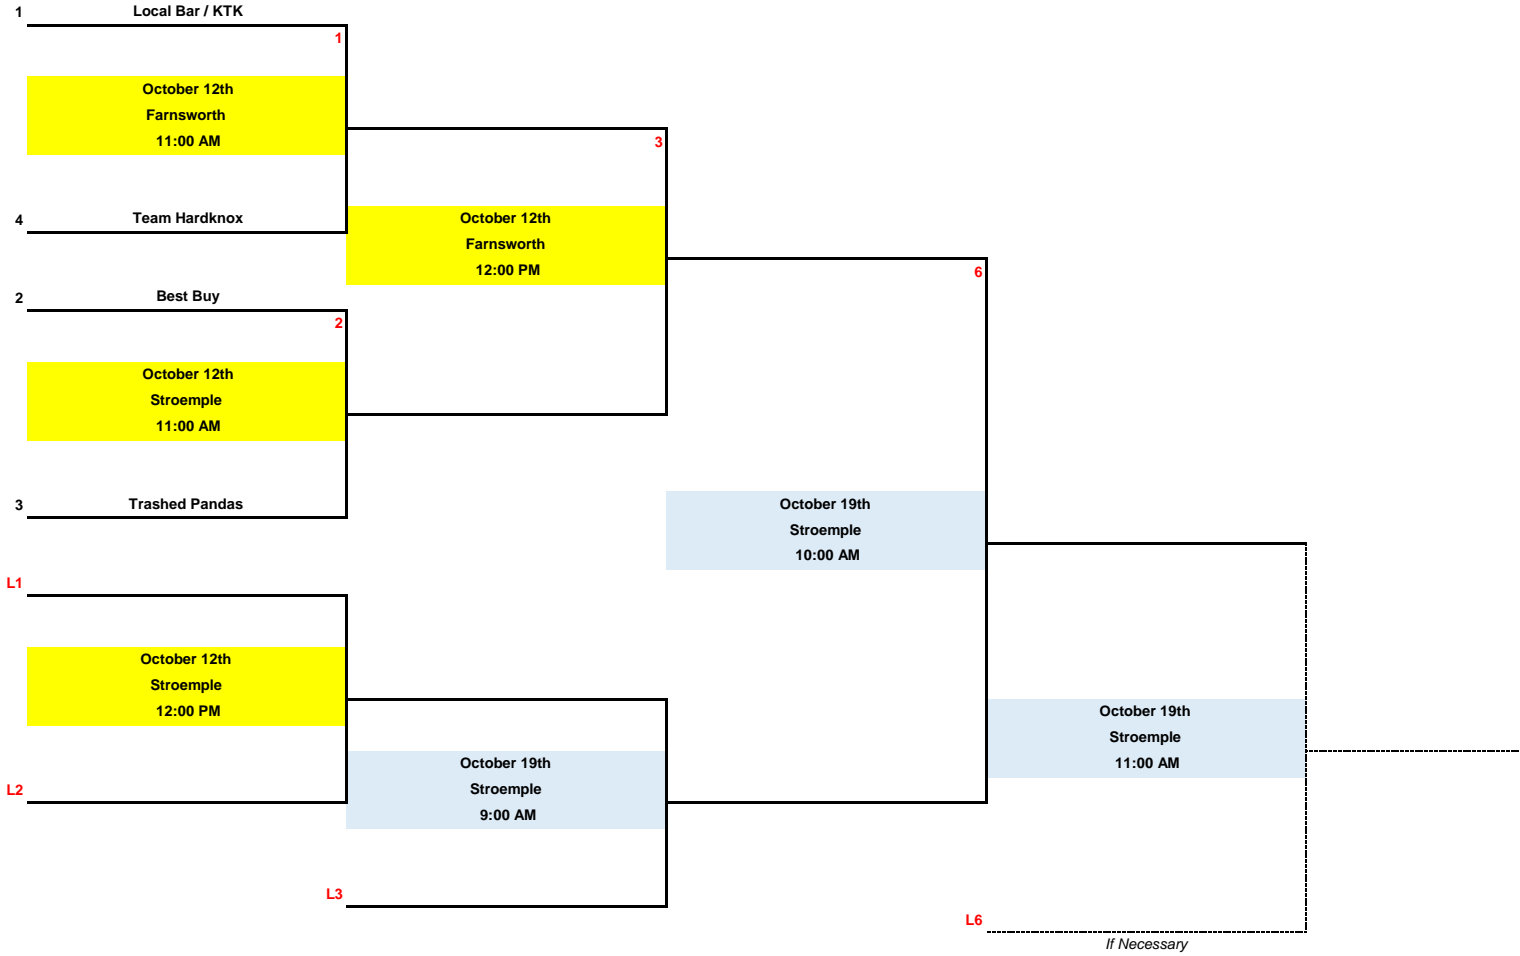 1
Local Bar / KTK
1
October 12th
Farnsworth
11:00 AM
4
Team Hardknox
3
October 12th
Farnsworth
12:00 PM
2
Best Buy
2
October 12th
Stroemple
11:00 AM
3
Trashed Pandas
6
October 19th
Stroemple
10:00 AM
L1
October 12th
Stroemple
12:00 PM
L2
October 19th
Stroemple
9:00 AM
L3
October 19th
Stroemple
11:00 AM
L6
If Necessary